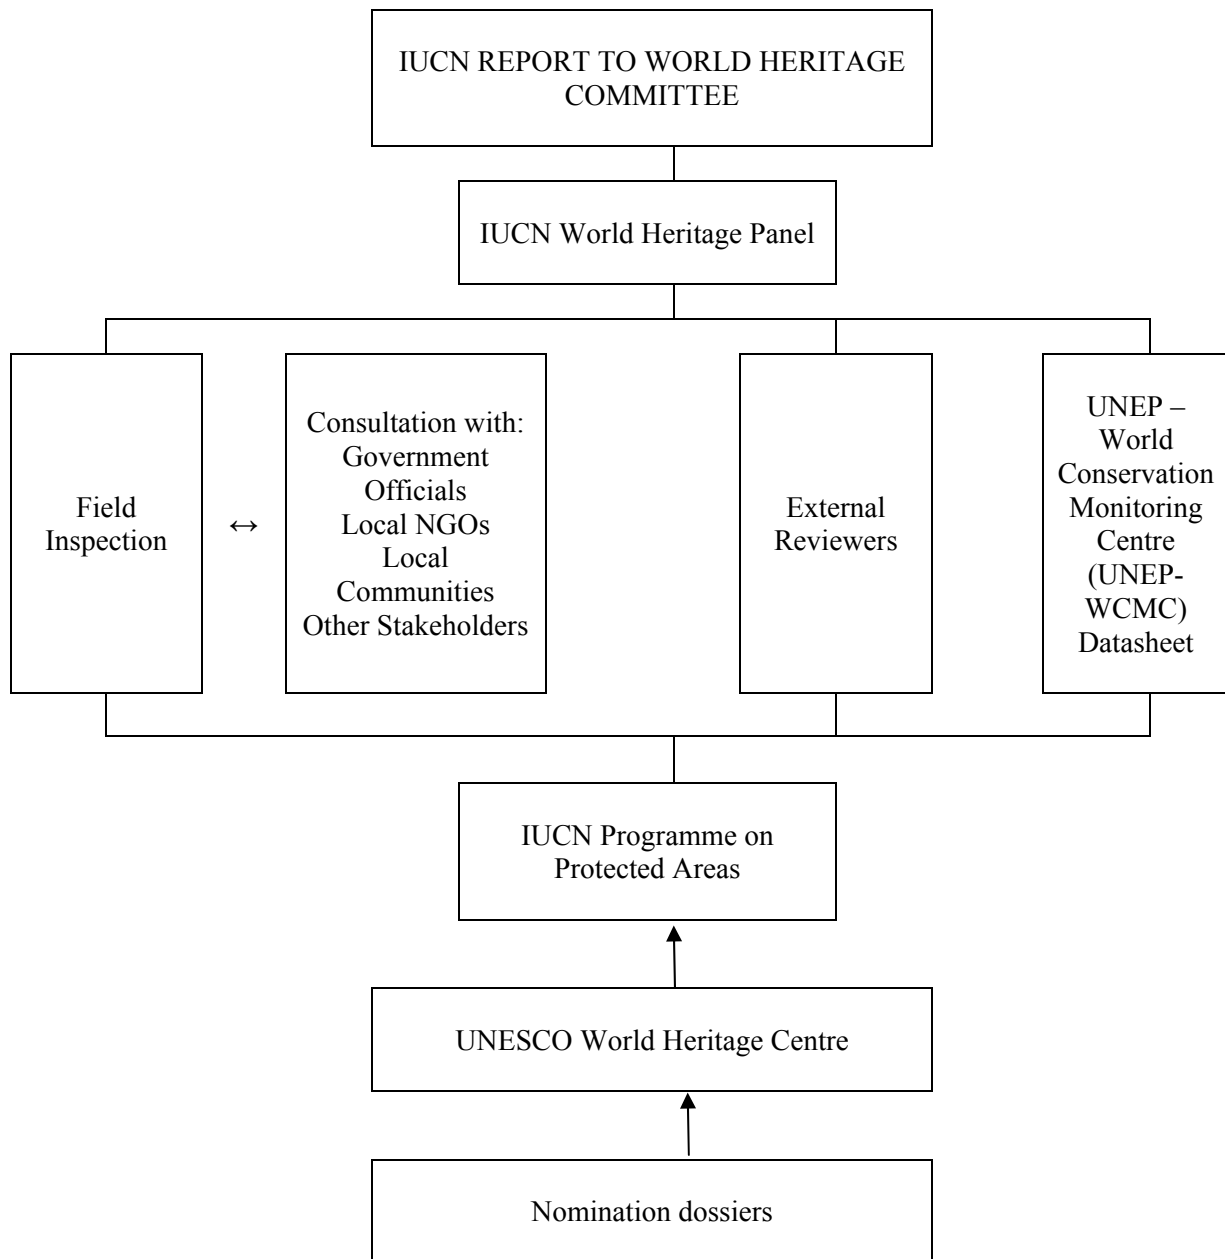 IUCN REPORT TO WORLD HERITAGE
COMMITTEE
IUCN World Heritage Panel
Field
Inspection
↔
Consultation with:
Government
Officials
Local NGOs
Local
Communities
Other Stakeholders
External
Reviewers
UNEP –
World
Conservation
Monitoring
Centre
(UNEP-
WCMC)
Datasheet
IUCN Programme on
Protected Areas
UNESCO World Heritage Centre
Nomination dossiers